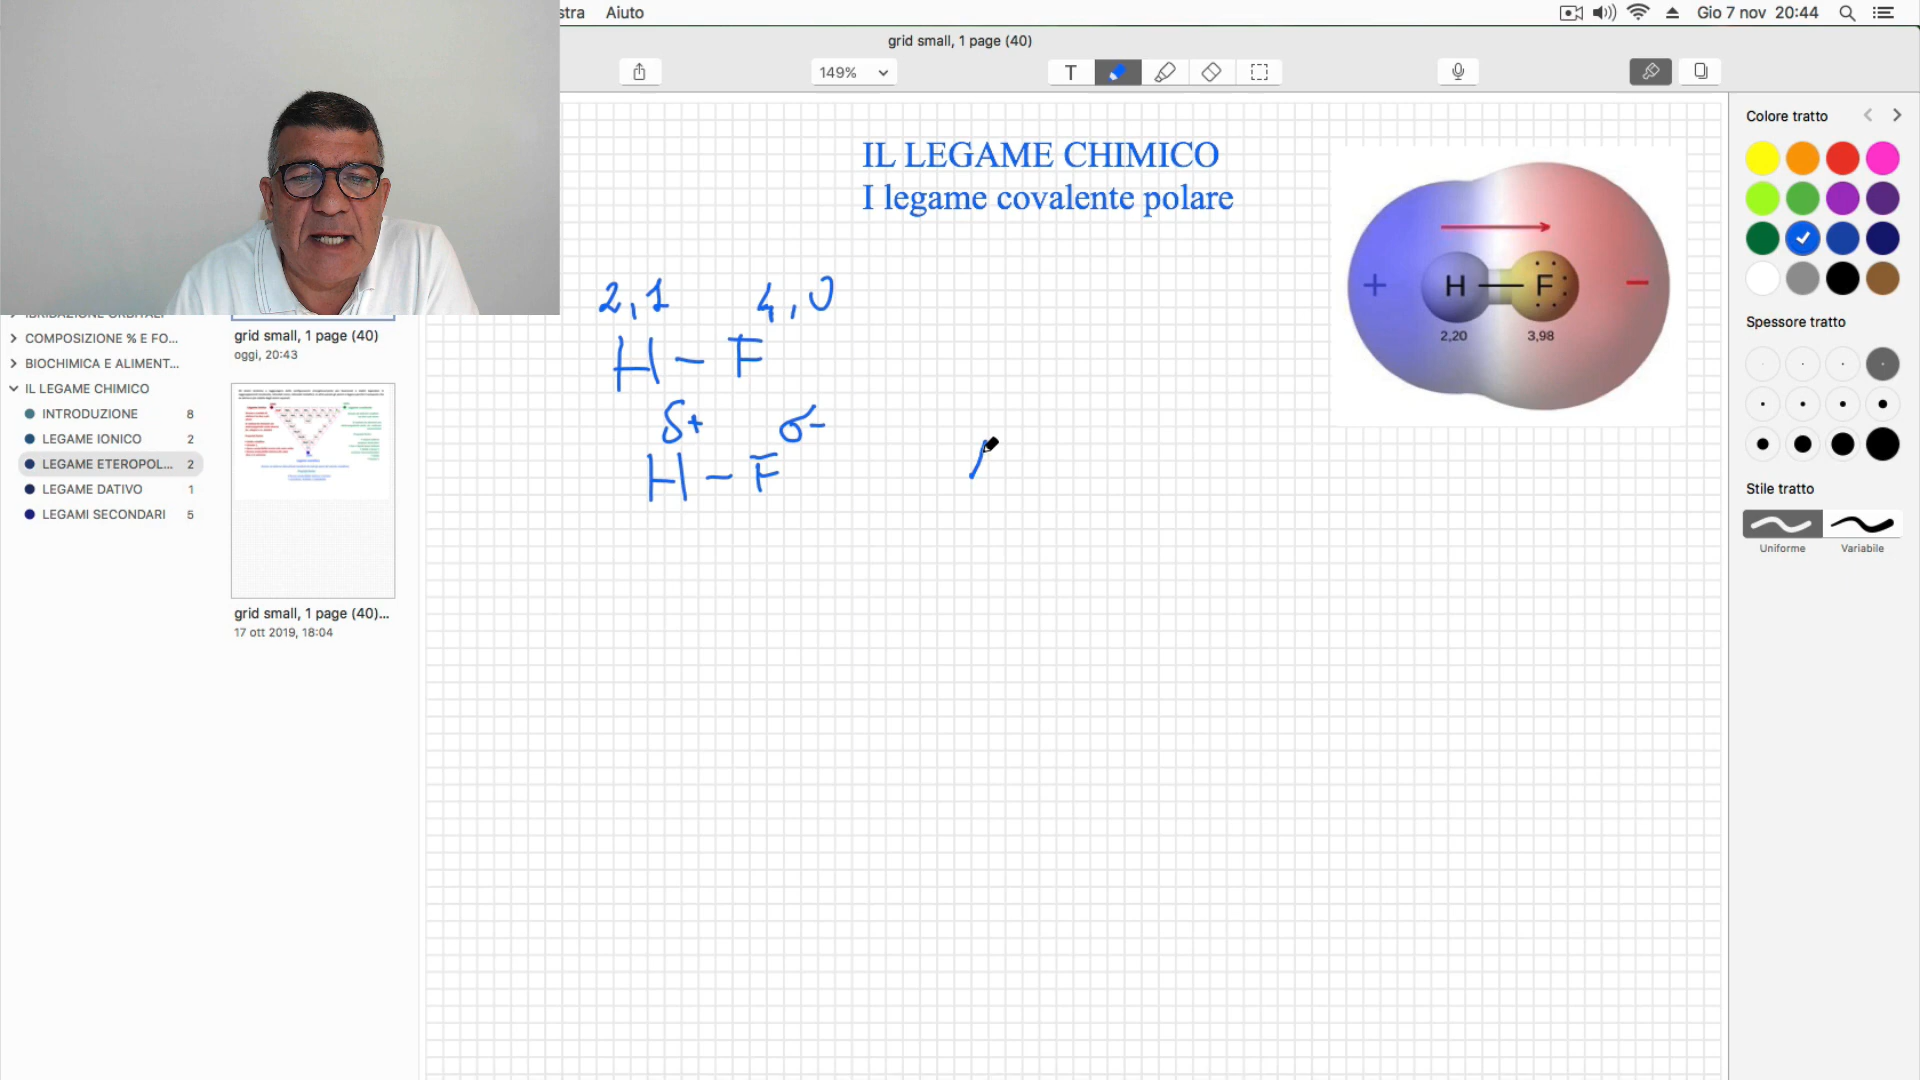 stra Aiuto
Gio 7 nov 20:44
grid small, 1 page (40)
149%
T
IL LEGAME CHIMICO
I legame covalente polare
2,1 4,0
H - F
δ+ σ-
H - F
+ H F −
2,20 3,98
COMPOSIZIONE % E FO...
BIOCHIMICA E ALIMENT...
IL LEGAME CHIMICO
INTRODUZIONE 8
LEGAME IONICO 2
LEGAME ETEROPOL... 2
LEGAME DATIVO 1
LEGAMI SECONDARI 5
grid small, 1 page (40)
oggi, 20:43
grid small, 1 page (40)...
17 ott 2019, 18:04
Colore tratto
Spessore tratto
Stile tratto
Uniforme Variabile